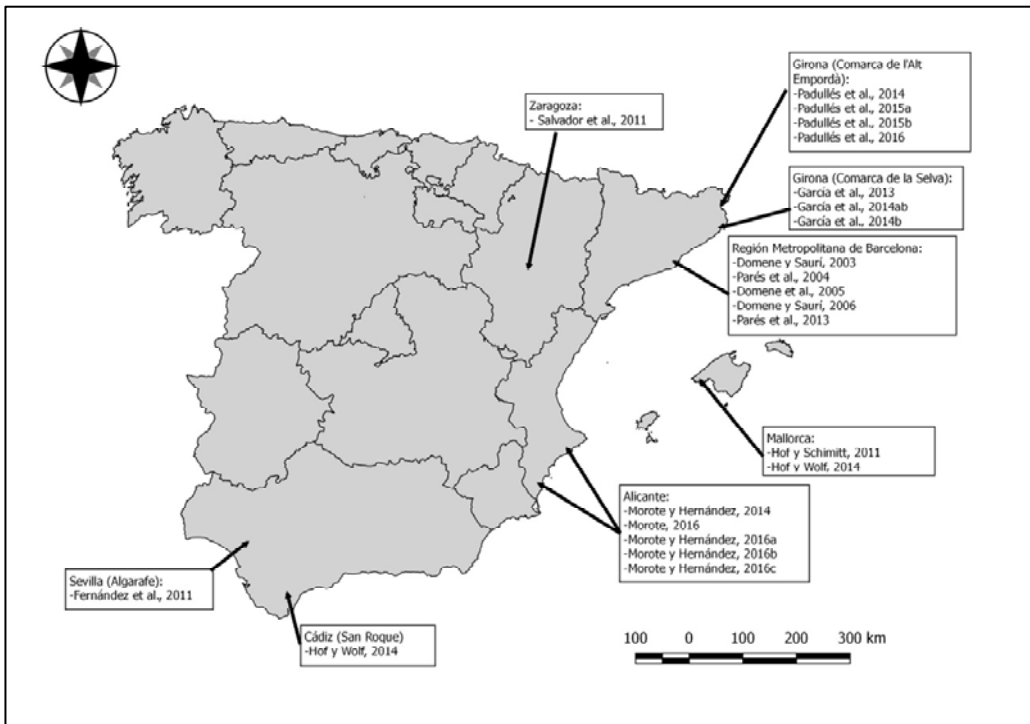 Girona (Comarca de l'Alt
Empordà):
-Padullés et al., 2014
-Padullés et al., 2015a
-Padullés et al., 2015b
-Padullés et al., 2016
Zaragoza:
- Salvador et al., 2011
Girona (Comarca de la Selva):
-García et al., 2013
-García et al., 2014ab
-García et al., 2014b
Región Metropolitana de Barcelona:
-Domene y Saurí, 2003
-Parés et al., 2004
-Domene et al., 2005
-Domene y Saurí, 2006
-Parés et al., 2013
Mallorca:
-Hof y Schimitt, 2011
-Hof y Wolf, 2014
Alicante:
-Morote y Hernández, 2014
-Morote, 2016
-Morote y Hernández, 2016a
-Morote y Hernández, 2016b
-Morote y Hernández, 2016c
Sevilla (Algarafe):
-Fernández et al., 2011
Cádiz (San Roque)
-Hof y Wolf, 2014
100 0 100 200 300 km